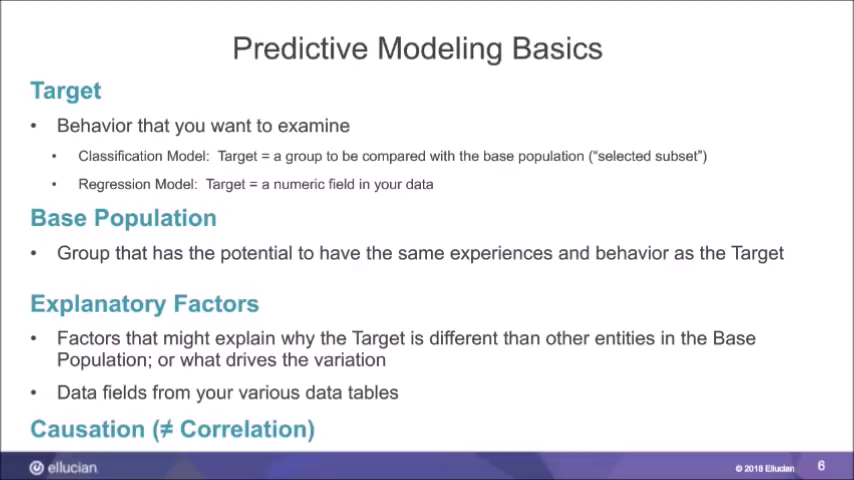 Predictive Modeling Basics
Target
• Behavior that you want to examine
• Classification Model:  Target = a group to be compared with the base population (“selected subset”)
• Regression Model:  Target = a numeric field in your data
Base Population
• Group that has the potential to have the same experiences and behavior as the Target
Explanatory Factors
• Factors that might explain why the Target is different than other entities in the Base
Population; or what drives the variation
• Data fields from your various data tables
Causation (≠ Correlation)
ellucian
© 2018 Ellucian
6